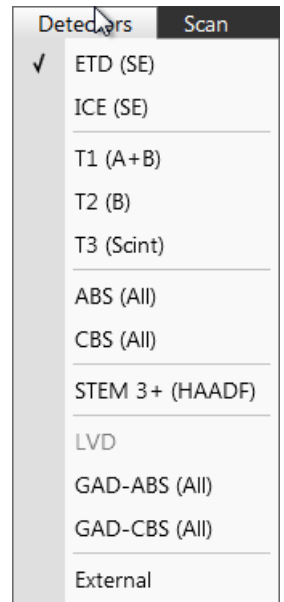 Detectors Scan
√ ETD (SE)
ICE (SE)
T1 (A+B)
T2 (B)
T3 (Scint)
ABS (All)
CBS (All)
STEM 3+ (HAADF)
LVD
GAD-ABS (All)
GAD-CBS (All)
External